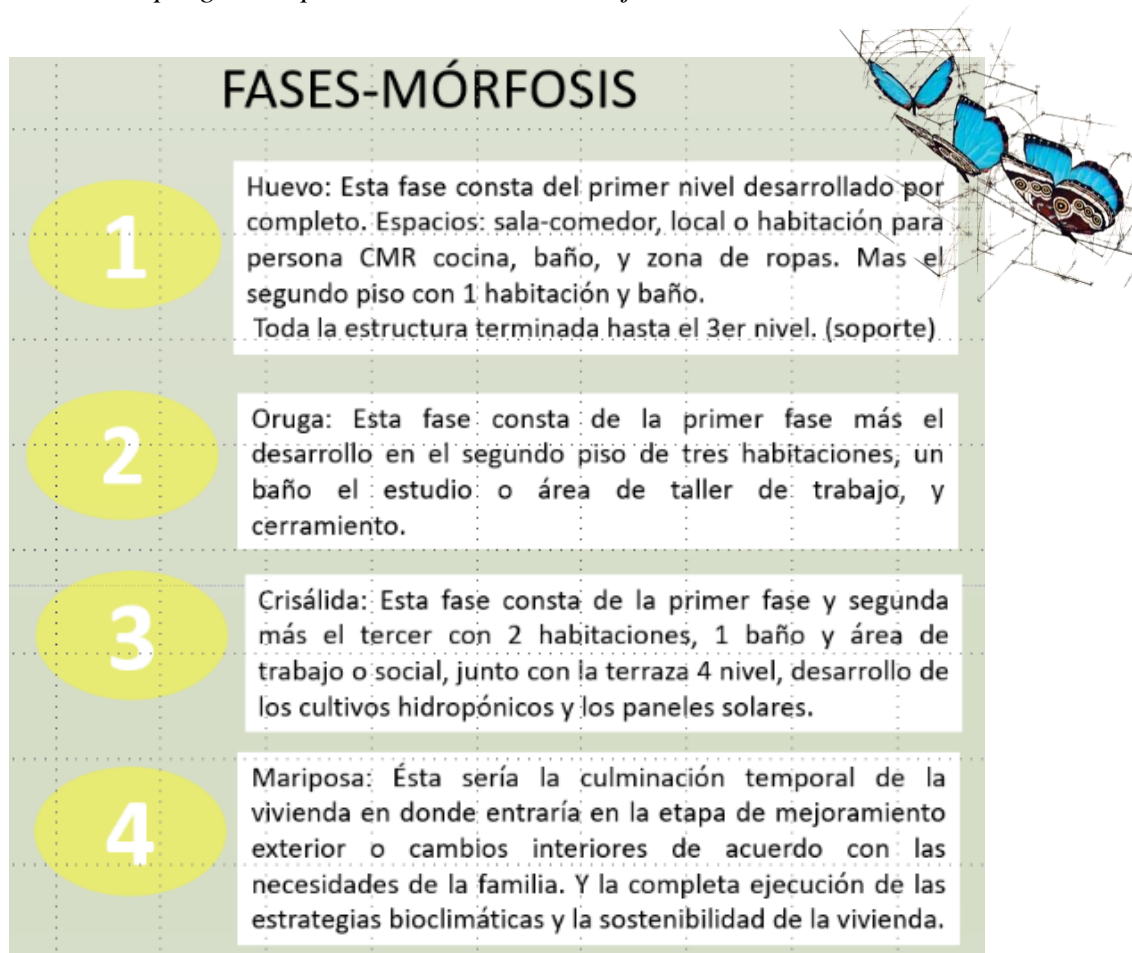 FASES-MÓRFOSIS
1
Huevo: Esta fase consta del primer nivel desarrollado por
completo. Espacios: sala-comedor, local o habitación para
persona CMR cocina, baño, y zona de ropas. Mas el
segundo piso con 1 habitación y baño.
Toda la estructura terminada hasta el 3er nivel. (soporte)
2
Oruga: Esta fase consta de la primer fase más el
desarrollo en el segundo piso de tres habitaciones, un
baño el estudio o área de taller de trabajo, y
cerramiento.
3
Crisálida: Esta fase consta de la primer fase y segunda
más el tercer con 2 habitaciones, 1 baño y área de
trabajo o social, junto con la terraza 4 nivel, desarrollo de
los cultivos hidropónicos y los paneles solares.
4
Mariposa: Ésta sería la culminación temporal de la
vivienda en donde entraría en la etapa de mejoramiento
exterior o cambios interiores de acuerdo con las
necesidades de la familia. Y la completa ejecución de las
estrategias bioclimáticas y la sostenibilidad de la vivienda.